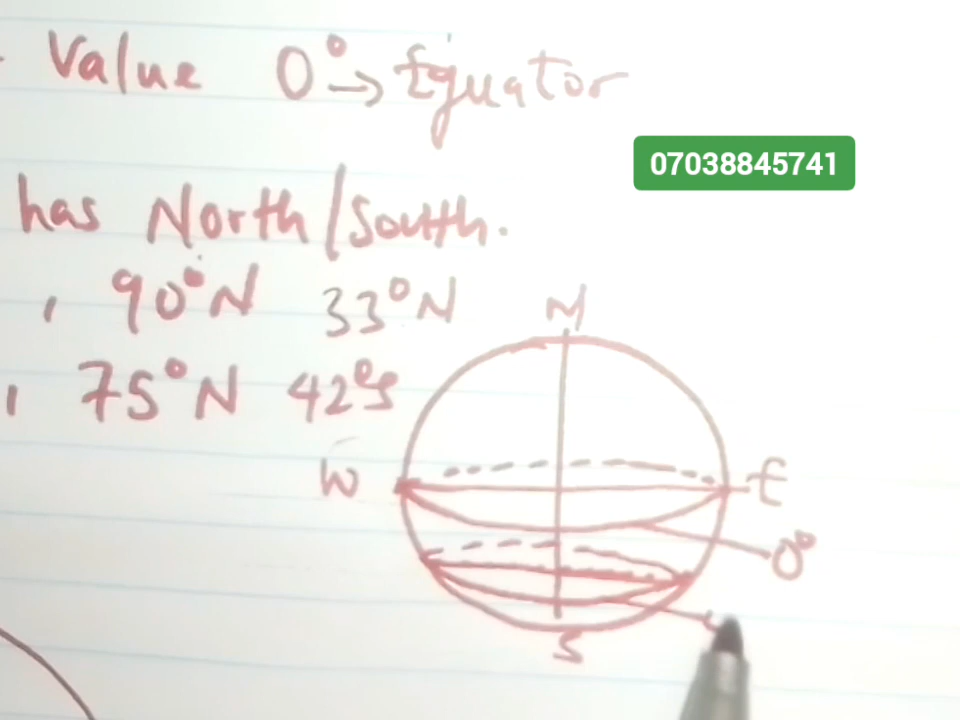 Value 0° → Equator
07038845741
has North/South.
, 90°N 33°N
, 75°N 42°S
N
W
E
0°
S